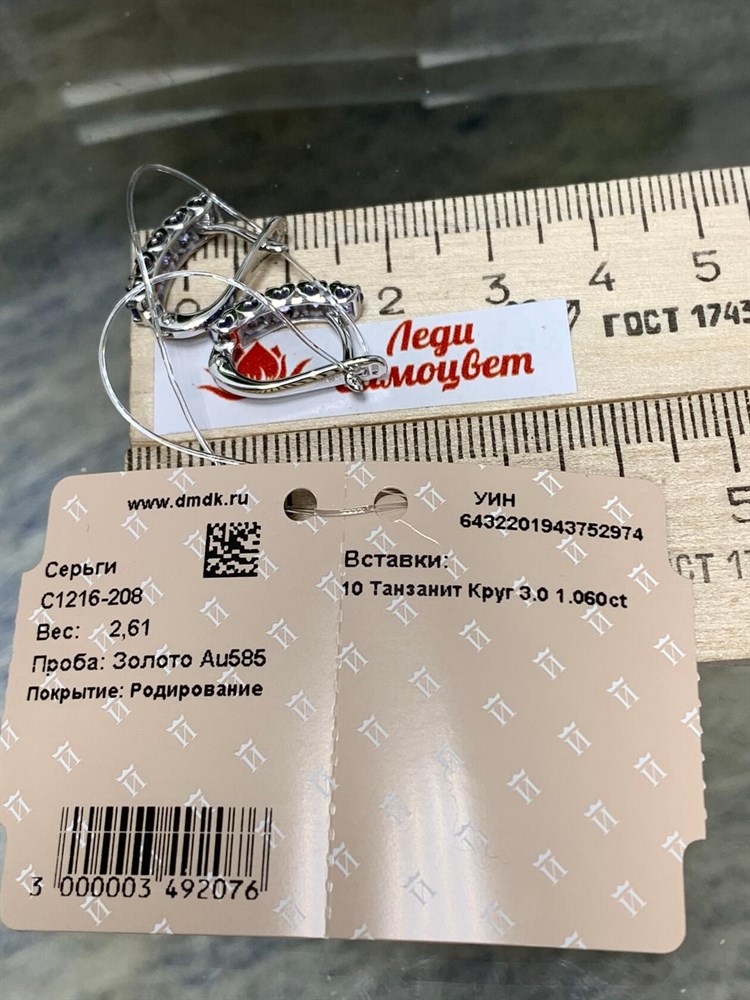 0 2 3 4 5
ГОСТ 1743
Леди
Самоцвет
5
СТ 17
www.dmdk.ru
УИН
6432201943752974
Серьги
С1216-208
Вес: 2,61
Проба: Золото Au585
Покрытие: Родирование
Вставки:
10 Танзанит Круг 3.0 1.060ct
3 000003 492076